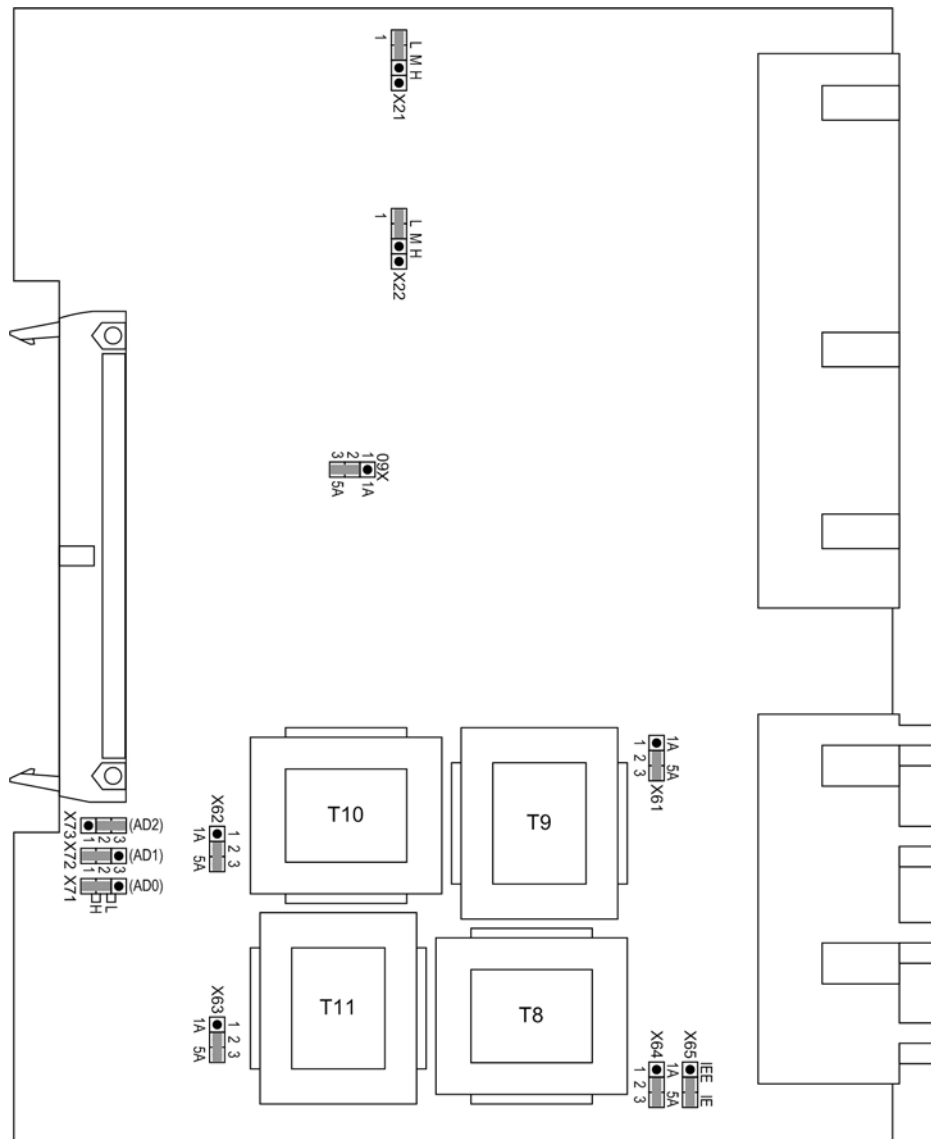 1
L M H
X21
1
L M H
X22
3 2 1
X60
5A 1A
T10
T9
1A 5A
1 2 3
X61
X62
1 2 3
1A 5A
X73
1 2 3
(AD2)
X72
(AD1)
1 2 3
X71
(AD0)
H L
T11
T8
X63
1 2 3
1A 5A
X64
1A 5A
1 2 3
X65
IEE IE